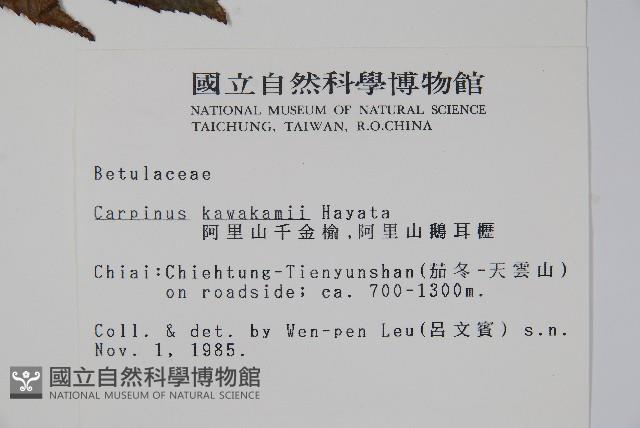 國立自然科學博物館
NATIONAL MUSEUM OF NATURAL SCIENCE
TAICHUNG, TAIWAN, R.O.CHINA
Betulaceae
Carpinus kawakamii Hayata
阿里山千金榆,阿里山鵝耳櫪
Chiai:Chiehtung-Tienyunshan(茄冬-天雲山)
on roadside; ca. 700-1300m.
Coll. & det. by Wen-pen Leu(呂文賓) s.n.
Nov. 1, 1985.
國立自然科學博物館
NATIONAL MUSEUM OF NATURAL SCIENCE